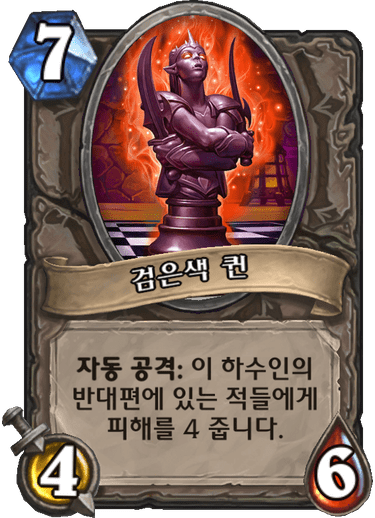 7
검은색 퀸
자동 공격: 이 하수인의
반대편에 있는 적들에게
피해를 4 줍니다.
4
6